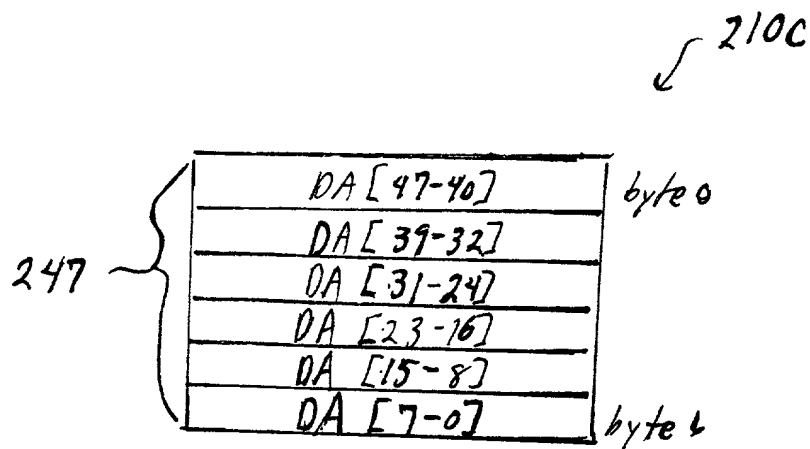 210C
DA [47-40] byte 0
DA [39-32]
247
DA [31-24]
DA [23-16]
DA [15-8]
DA [7-0]
byte